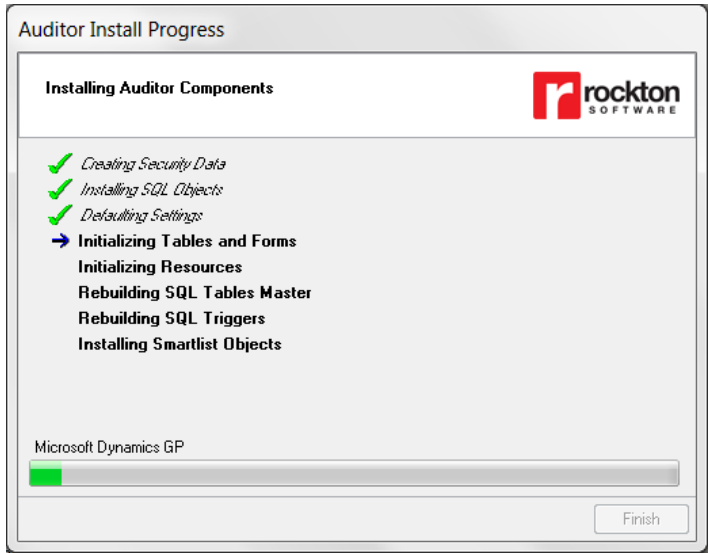 Auditor Install Progress
Installing Auditor Components
rockton
SOFTWARE
Creating Security Data
Installing SQL Objects
Defaulting Settings
Initializing Tables and Forms
Initializing Resources
Rebuilding SQL Tables Master
Rebuilding SQL Triggers
Installing Smartlist Objects
Microsoft Dynamics GP
Finish